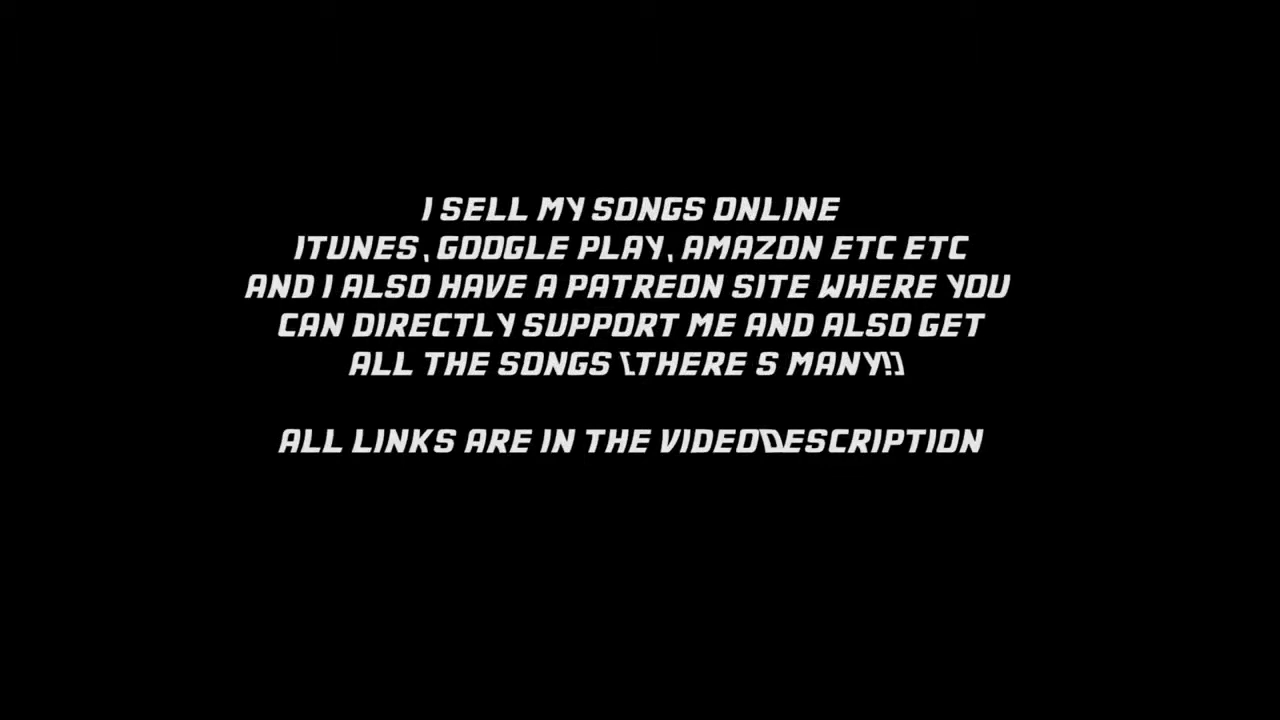 I SELL MY SONGS ONLINE
ITUNES, GOOGLE PLAY, AMAZON ETC ETC
AND I ALSO HAVE A PATREON SITE WHERE YOU
CAN DIRECTLY SUPPORT ME AND ALSO GET
ALL THE SONGS (THERE S MANY!)
ALL LINKS ARE IN THE VIDEODESCRIPTION